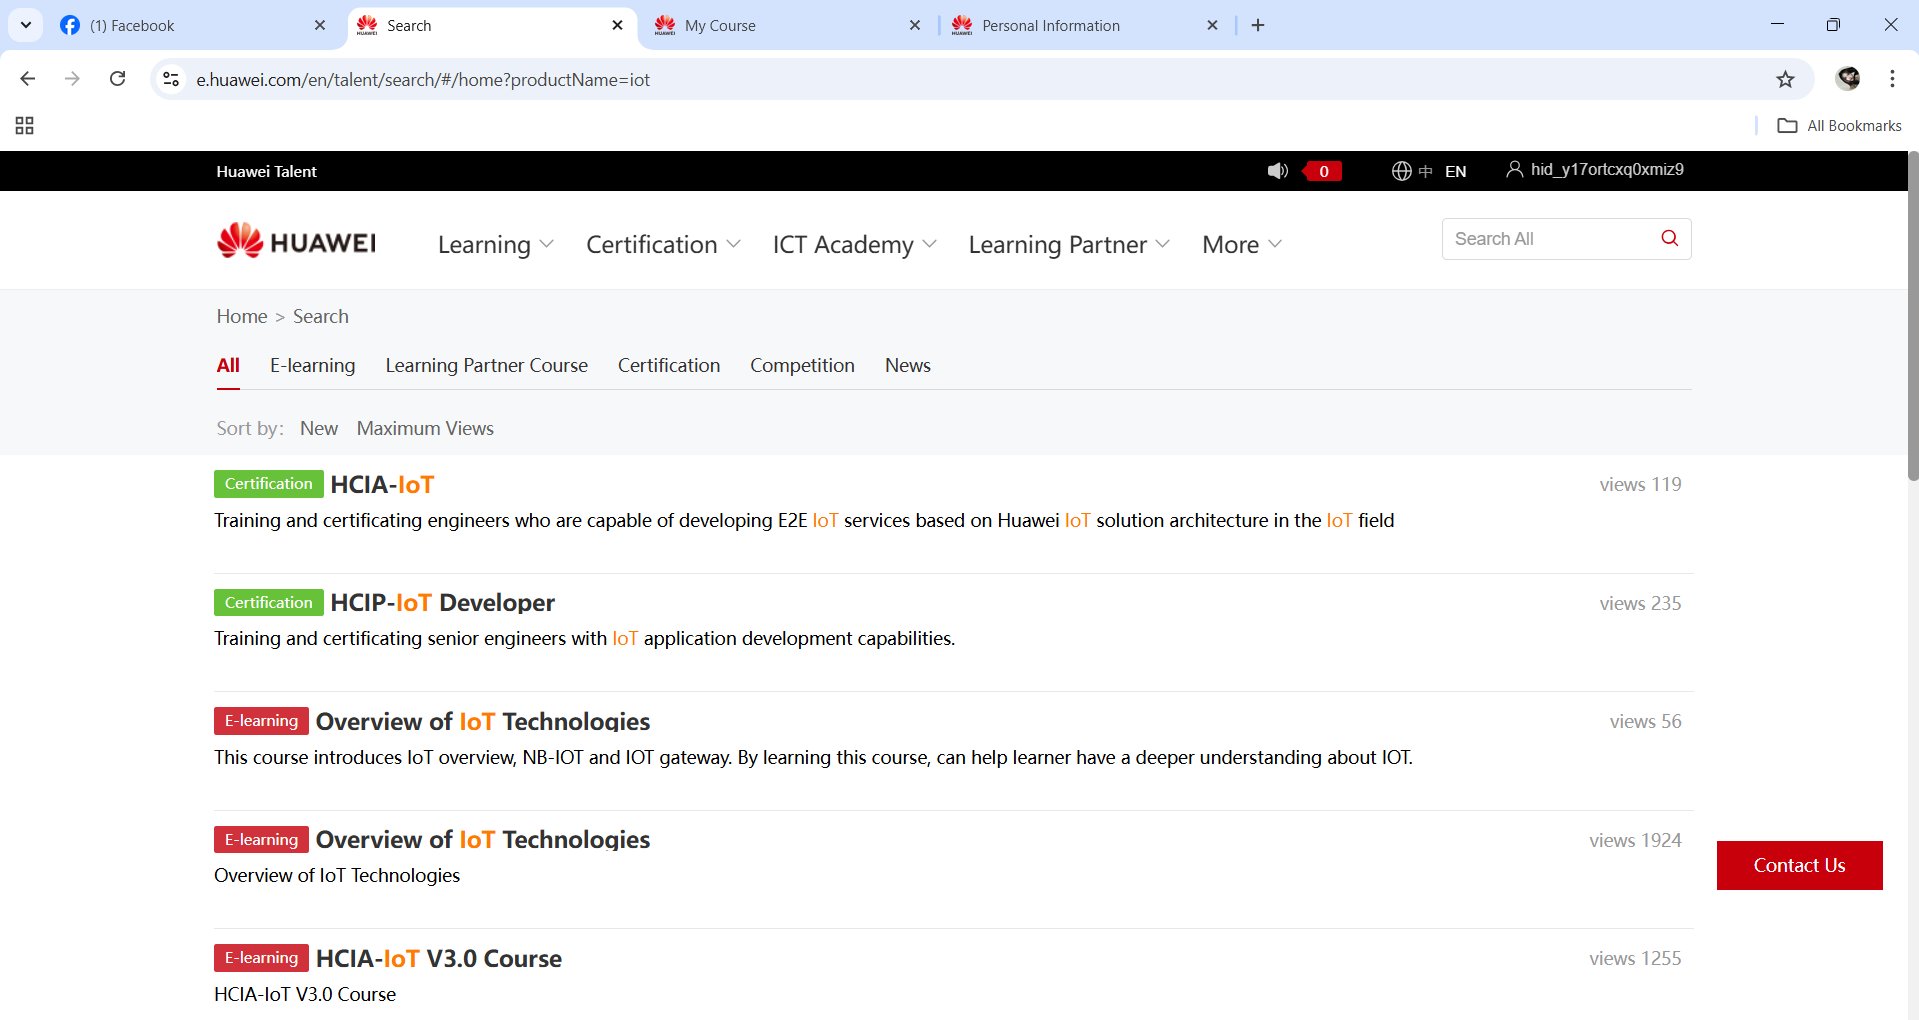 (1) Facebook
Search
My Course
Personal Information
e.huawei.com/en/talent/search/#/home?productName=iot
All Bookmarks
Huawei Talent
0
中 EN
hid_y17ortcxq0xmiz9
HUAWEI
Learning
Certification
ICT Academy
Learning Partner
More
Search All
Home > Search
All E-learning Learning Partner Course Certification Competition News
Sort by: New Maximum Views
Certification HCIA-IoT views 119
Training and certificating engineers who are capable of developing E2E IoT services based on Huawei IoT solution architecture in the IoT field
Certification HCIP-IoT Developer views 235
Training and certificating senior engineers with IoT application development capabilities.
E-learning Overview of IoT Technologies views 56
This course introduces IoT overview, NB-IOT and IOT gateway. By learning this course, can help learner have a deeper understanding about IOT.
E-learning Overview of IoT Technologies views 1924
Overview of IoT Technologies
Contact Us
E-learning HCIA-IoT V3.0 Course views 1255
HCIA-IoT V3.0 Course